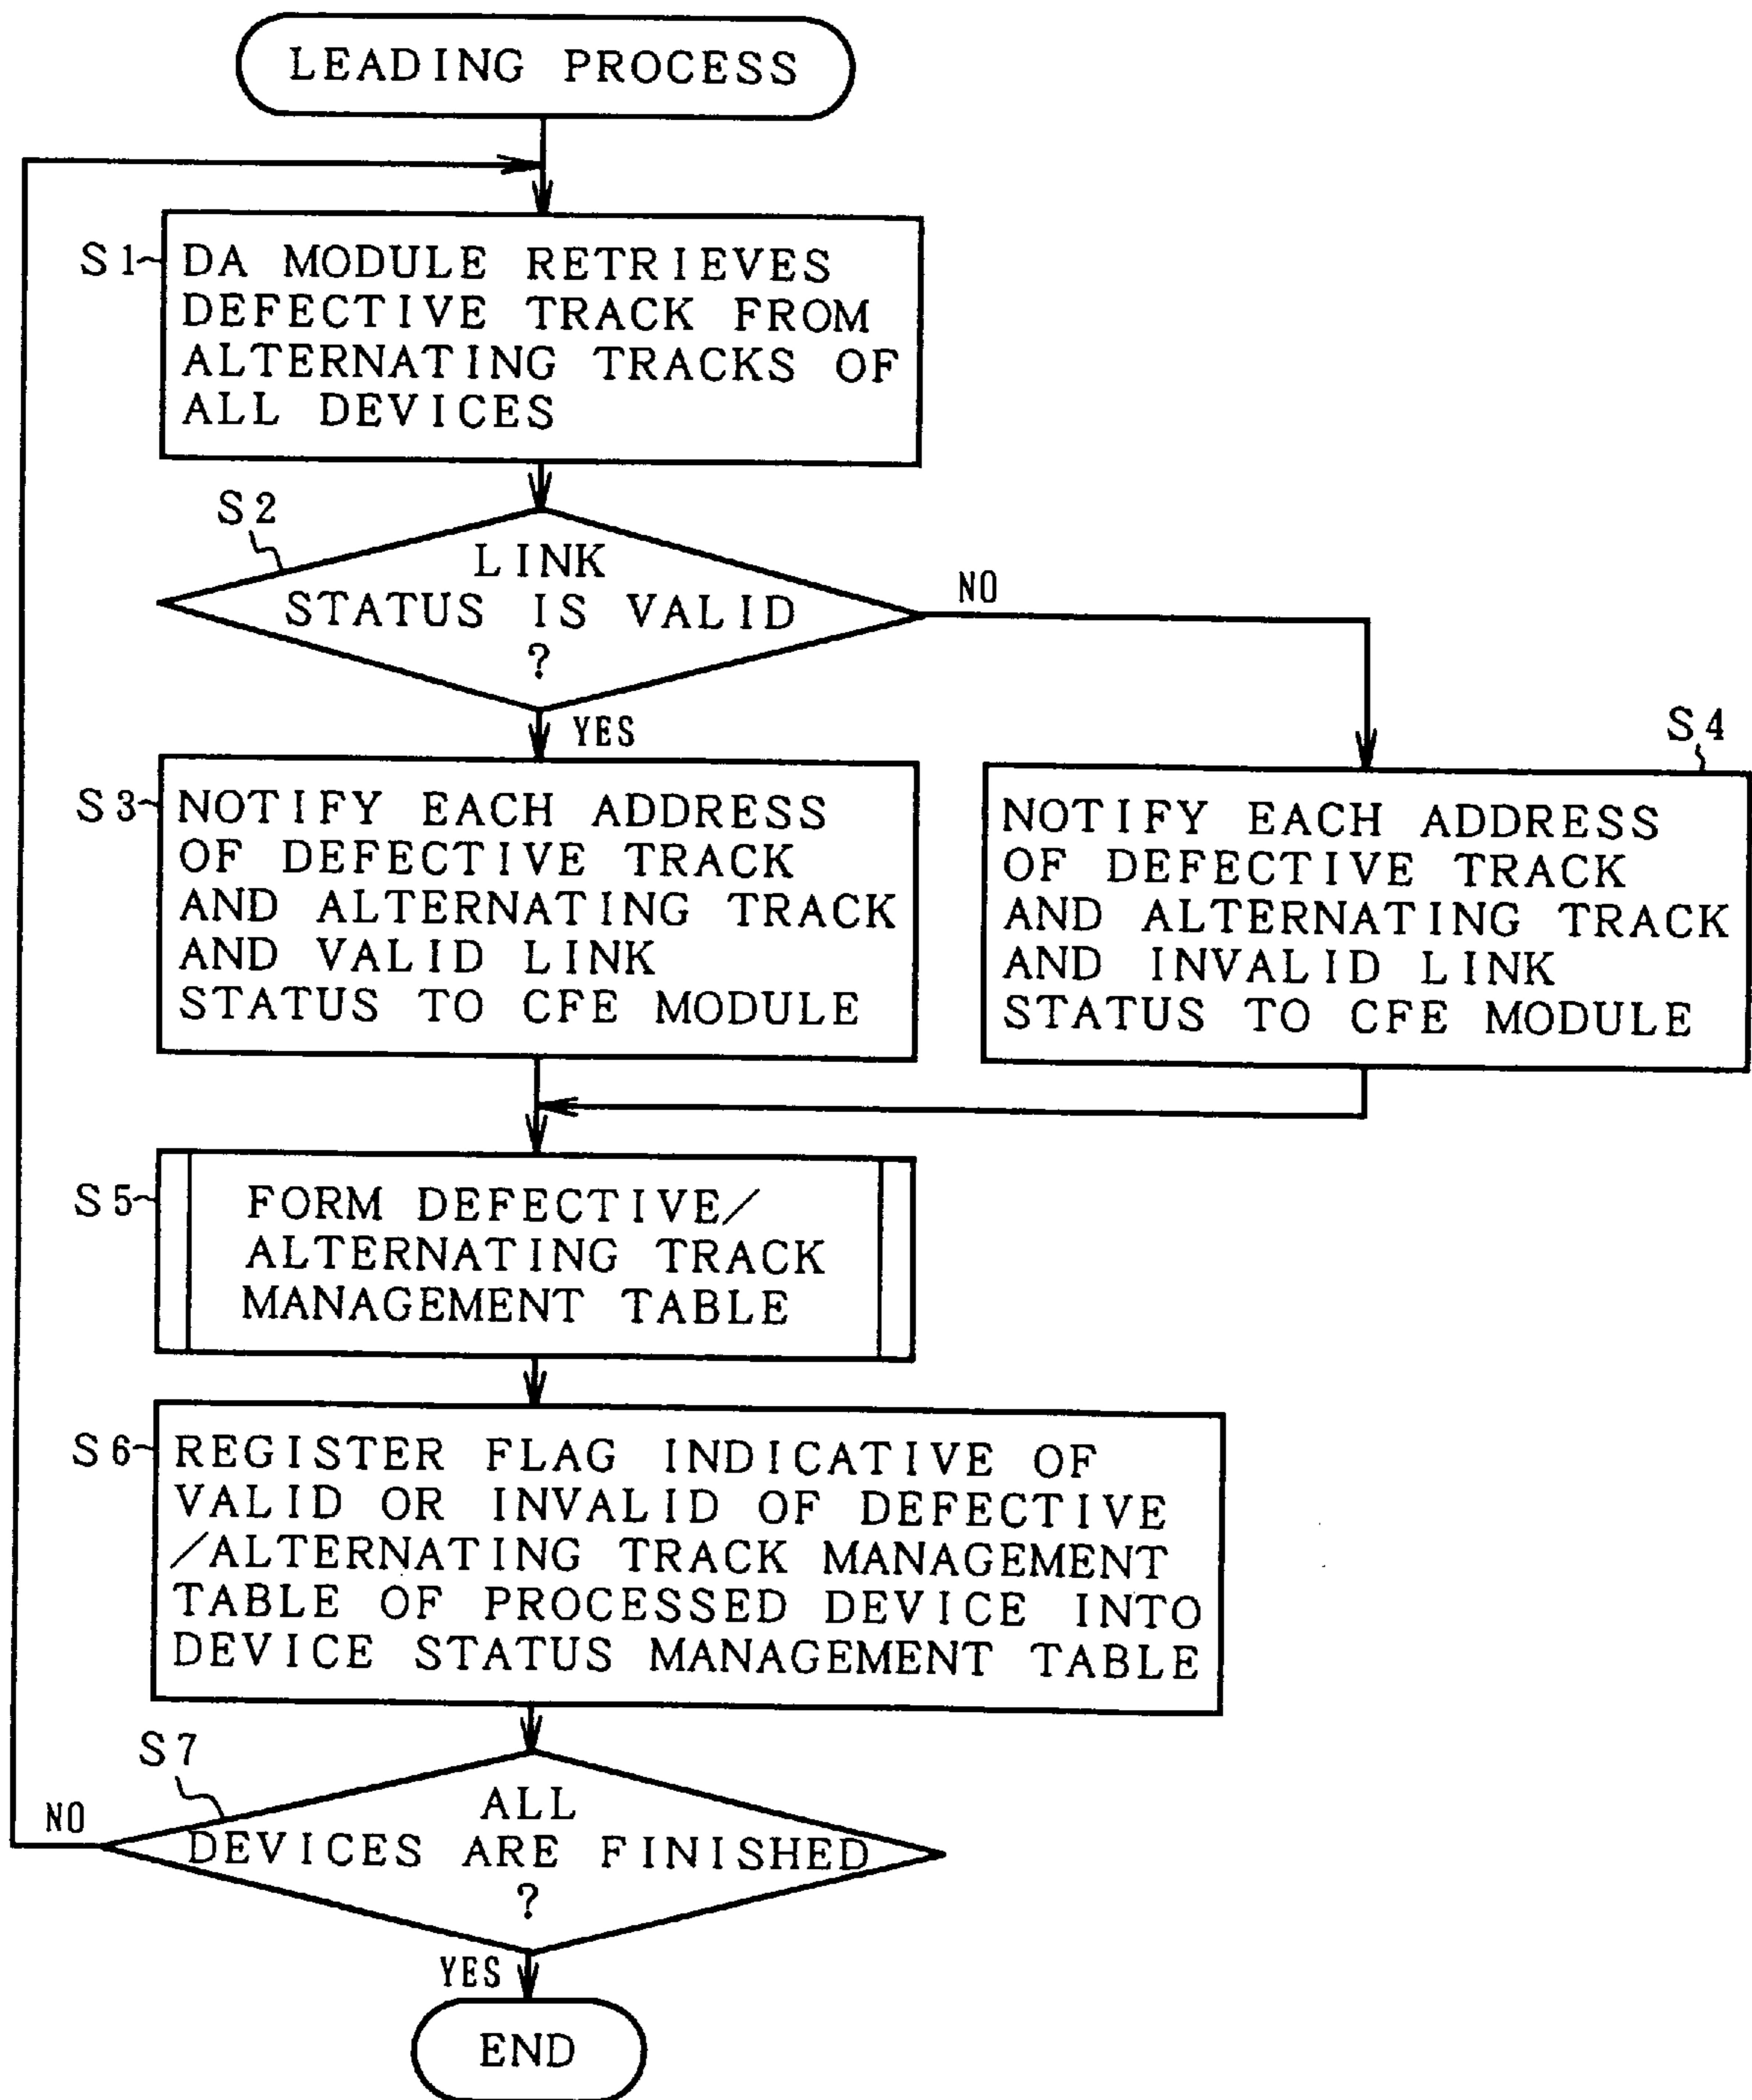 LEADING PROCESS
S1
DA MODULE RETRIEVES
DEFECTIVE TRACK FROM
ALTERNATING TRACKS OF
ALL DEVICES
S2
LINK
STATUS IS VALID
?
NO
YES
S3
NOTIFY EACH ADDRESS
OF DEFECTIVE TRACK
AND ALTERNATING TRACK
AND VALID LINK
STATUS TO CFE MODULE
S4
NOTIFY EACH ADDRESS
OF DEFECTIVE TRACK
AND ALTERNATING TRACK
AND INVALID LINK
STATUS TO CFE MODULE
S5
FORM DEFECTIVE/
ALTERNATING TRACK
MANAGEMENT TABLE
S6
REGISTER FLAG INDICATIVE OF
VALID OR INVALID OF DEFECTIVE
/ALTERNATING TRACK MANAGEMENT
TABLE OF PROCESSED DEVICE INTO
DEVICE STATUS MANAGEMENT TABLE
S7
ALL
DEVICES ARE FINISHED
?
NO
YES
END